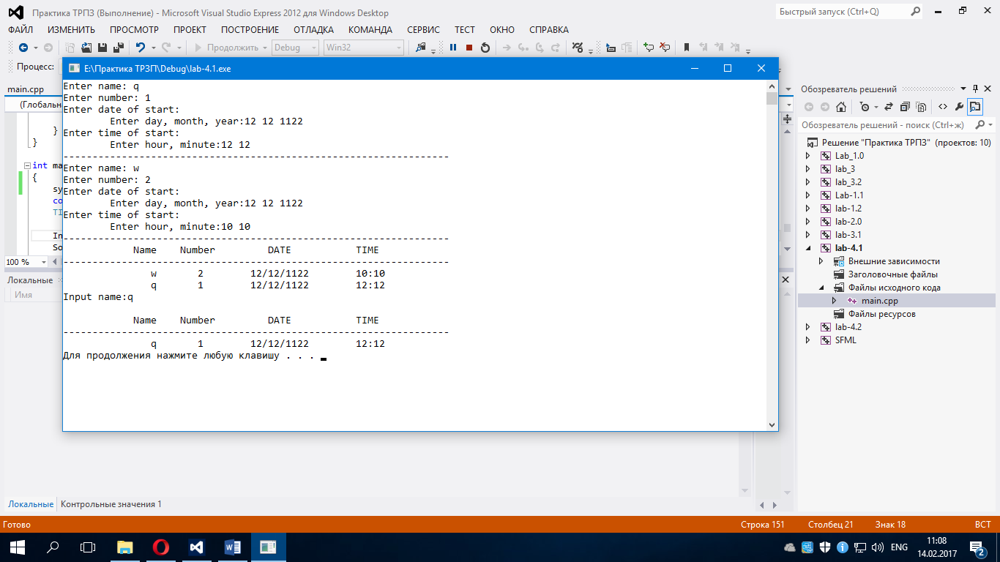 Практика ТРПЗ (Выполнение) - Microsoft Visual Studio Express 2012 для Windows Desktop
Быстрый запуск (Ctrl+Q)
ФАЙЛ ИЗМЕНИТЬ ПРОСМОТР ПРОЕКТ ПОСТРОЕНИЕ ОТЛАДКА КОМАНДА СЕРВИС ТЕСТ ОКНО СПРАВКА
Продолжить Debug Win32
Процесс:
E:\Практика ТРЗП\Debug\lab-4.1.exe
main.cpp
(Глобальн
}
}
int ma
{
sy
co
TI
In
So
100 %
Локальные
Имя
Enter name: q
Enter number: 1
Enter date of start:
Enter day, month, year:12 12 1122
Enter time of start:
Enter hour, minute:12 12
------------------------------------------------------------------
Enter name: w
Enter number: 2
Enter date of start:
Enter day, month, year:12 12 1122
Enter time of start:
Enter hour, minute:10 10
------------------------------------------------------------------
Name Number DATE TIME
------------------------------------------------------------------
w 2 12/12/1122 10:10
q 1 12/12/1122 12:12
Input name:q
Name Number DATE TIME
------------------------------------------------------------------
q 1 12/12/1122 12:12
Для продолжения нажмите любую клавишу . . .
Обозреватель решений
Обозреватель решений - поиск (Ctrl+ж)
Решение "Практика ТРПЗ" (проектов: 10)
Lab_1.0
lab_3
lab_3.2
Lab-1.1
lab-1.2
lab-2.0
lab-3.1
lab-4.1
Внешние зависимости
Заголовочные файлы
Файлы исходного кода
main.cpp
Файлы ресурсов
lab-4.2
SFML
Локальные Контрольные значения 1
Готово Строка 151 Столбец 21 Знак 18 ВСТ
ENG
11:08
14.02.2017
2